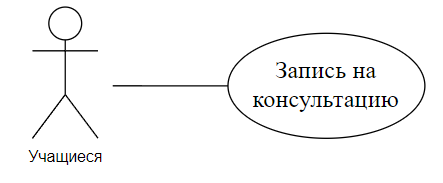 Запись на
консультацию
Учащиеся